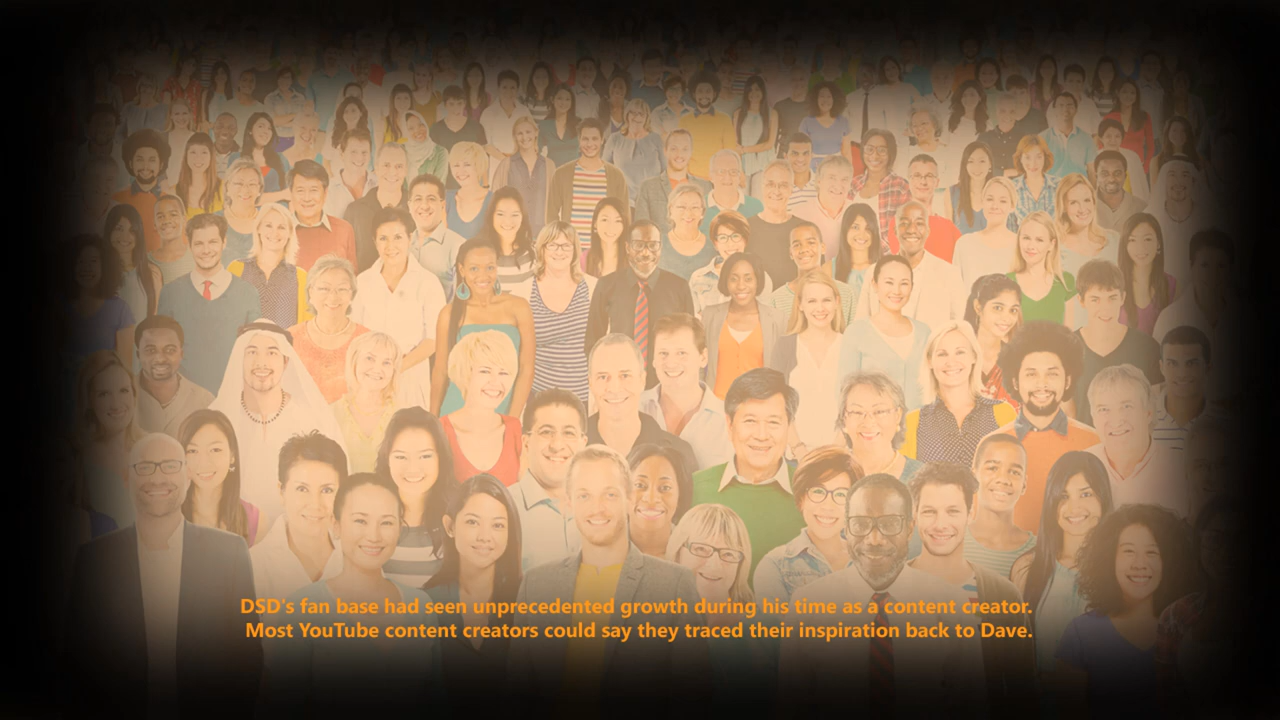 DSD's fan base had seen unprecedented growth during his time as a content creator.
Most YouTube content creators could say they traced their inspiration back to Dave.